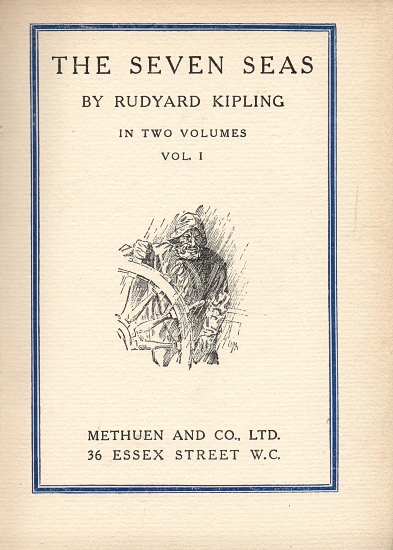 THE SEVEN SEAS
BY RUDYARD KIPLING
IN TWO VOLUMES
VOL. I
METHUEN AND CO., LTD.
36 ESSEX STREET W.C.